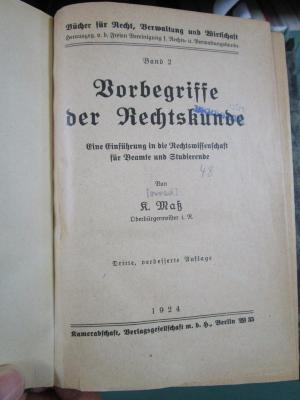 Bücher für Recht, Verwaltung und Wirtschaft
Herausgeg. v. d. Freien Vereinigung f. Rechts- u. Verwaltungskunde
Band 2
Vorbegriffe
der Rechtskunde
Eine Einführung in die Rechtswissenschaft
für Beamte und Studierende
48
Von
K. Maß
Oberbürgermeister i. R.
Dritte, verbesserte Auflage
1924
Kameradschaft, Verlagsgesellschaft m. b. H., Berlin W 35